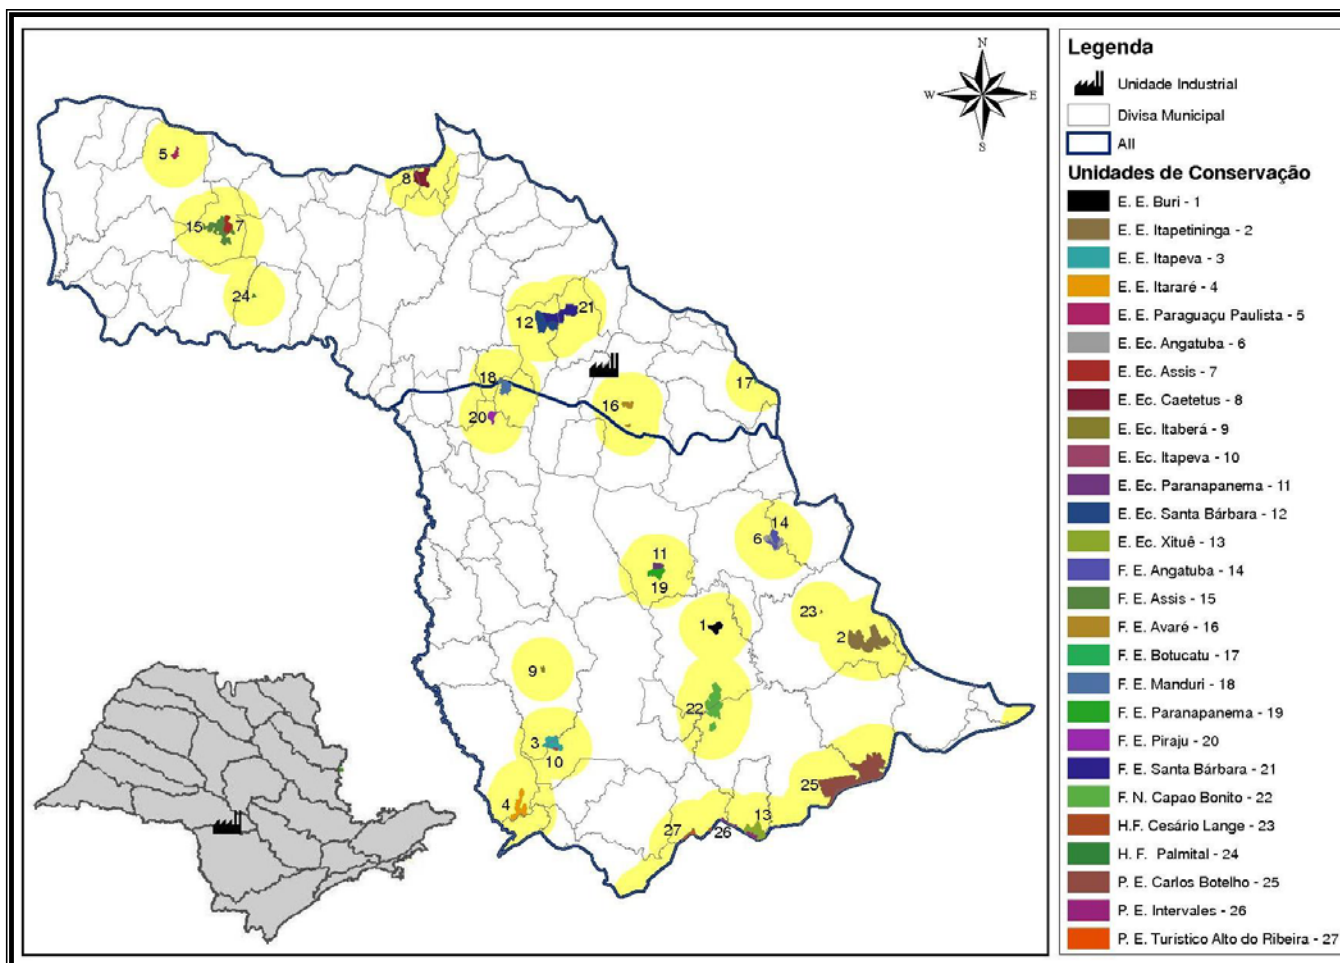 N
W
E
S
5
8
15
7
24
21
12
18
17
16
20
14
6
11
19
1
23
2
9
22
3
10
4
25
13
27
26
Legenda
Unidade Industrial
Divisa Municipal
AII
Unidades de Conservação
E. E. Buri - 1
E. E. Itapetininga - 2
E. E. Itapeva - 3
E. E. Itararé - 4
E. E. Paraguaçu Paulista - 5
E. Ec. Angatuba - 6
E. Ec. Assis - 7
E. Ec. Caetetus - 8
E. Ec. Itaberá - 9
E. Ec. Itapeva - 10
E. Ec. Paranapanema - 11
E. Ec. Santa Bárbara - 12
E. Ec. Xituê - 13
F. E. Angatuba - 14
F. E. Assis - 15
F. E. Avaré - 16
F. E. Botucatu - 17
F. E. Manduri - 18
F. E. Paranapanema - 19
F. E. Piraju - 20
F. E. Santa Bárbara - 21
F. N. Capao Bonito - 22
H.F. Cesário Lange - 23
H. F. Palmital - 24
P. E. Carlos Botelho - 25
P. E. Intervales - 26
P. E. Turístico Alto do Ribeira - 27